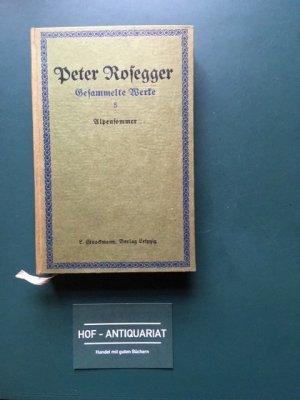 Peter Rosegger
Gesammelte Werke
5
Alpensommer
L. Staackmann, Verlag Leipzig
HOF - ANTIQUARIAT
Handel mit guten Büchern